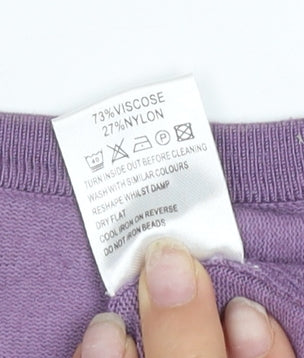 73%VISCOSE
27%NYLON
40 P
TURN INSIDE OUT BEFORE CLEANING
WASH WITH SIMILAR COLOURS
RESHAPE WHALST DAMP
DRY FLAT
COOL IRON ON REVERSE
DO NOT IRON BEADS